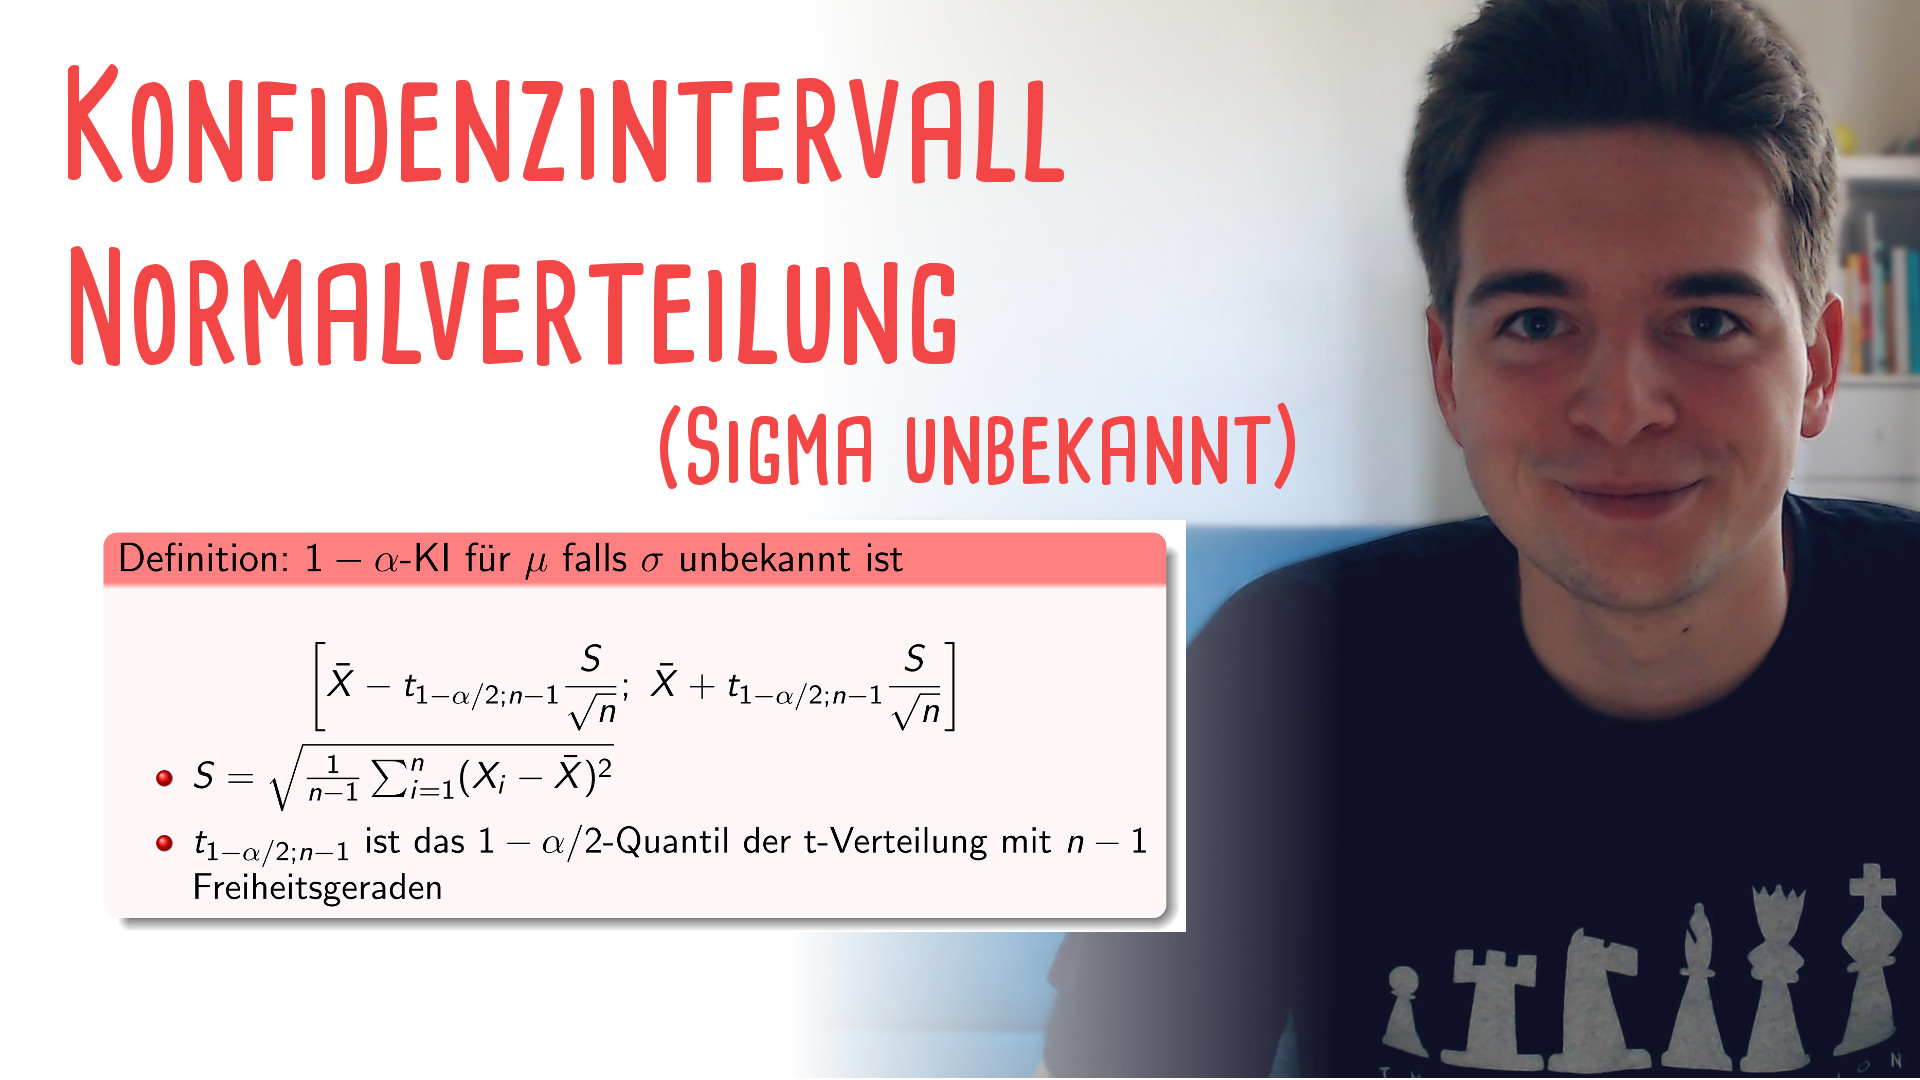 KONFIDENZINTERVALL
NORMALVERTEILUNG
(SIGMA UNBEKANNT)
Definition: 1 − α-KI für μ falls σ unbekannt ist
[X̄ − t_{1−α/2;n−1} S/√n; X̄ + t_{1−α/2;n−1} S/√n]
• S = √(1/(n−1) ∑_{i=1}^{n}(X_i − X̄)²)
• t_{1−α/2;n−1} ist das 1 − α/2-Quantil der t-Verteilung mit n − 1
Freiheitsgeraden